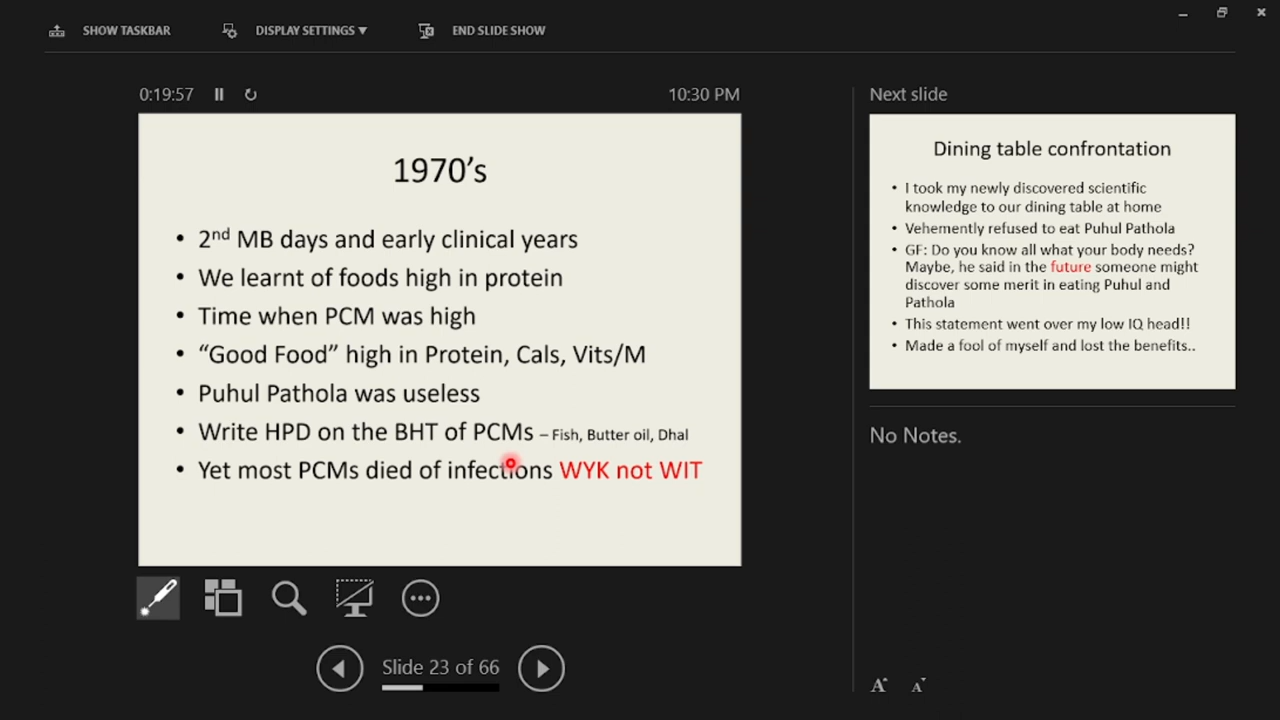 SHOW TASKBAR
DISPLAY SETTINGS ▼
END SLIDE SHOW
0:19:57
10:30 PM
1970’s
• 2nd MB days and early clinical years
• We learnt of foods high in protein
• Time when PCM was high
• “Good Food” high in Protein, Cals, Vits/M
• Puhul Pathola was useless
• Write HPD on the BHT of PCMs – Fish, Butter oil, Dhal
• Yet most PCMs died of infections WYK not WIT
Slide 23 of 66
Next slide
Dining table confrontation
• I took my newly discovered scientific
knowledge to our dining table at home
• Vehemently refused to eat Puhul Pathola
• GF: Do you know all what your body needs?
Maybe, he said in the future someone might
discover some merit in eating Puhul and
Pathola
• This statement went over my low IQ head!!
• Made a fool of myself and lost the benefits..
No Notes.
A A